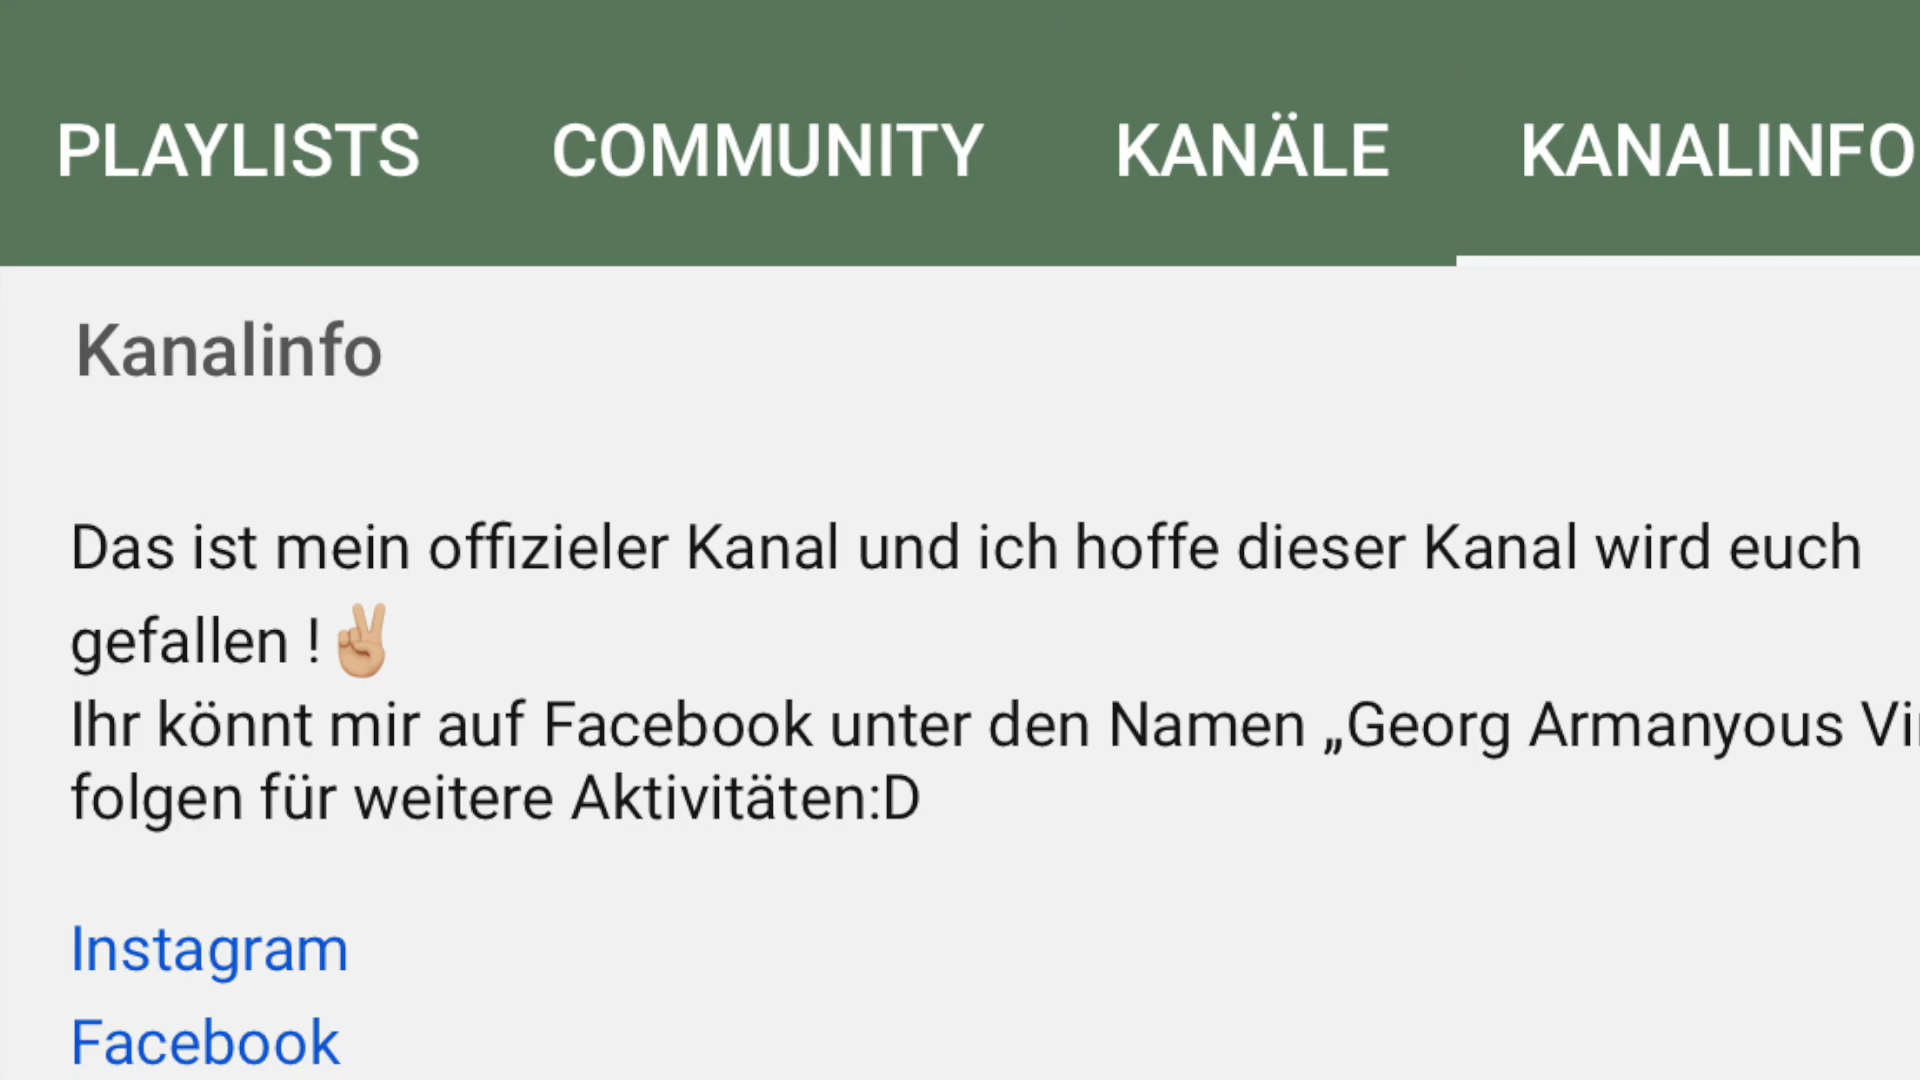 PLAYLISTS COMMUNITY KANÄLE KANALINFO
Kanalinfo
Das ist mein offizieler Kanal und ich hoffe dieser Kanal wird euch
gefallen !✌🏼
Ihr könnt mir auf Facebook unter den Namen „Georg Armanyous
folgen für weitere Aktivitäten:D
Instagram
Facebook